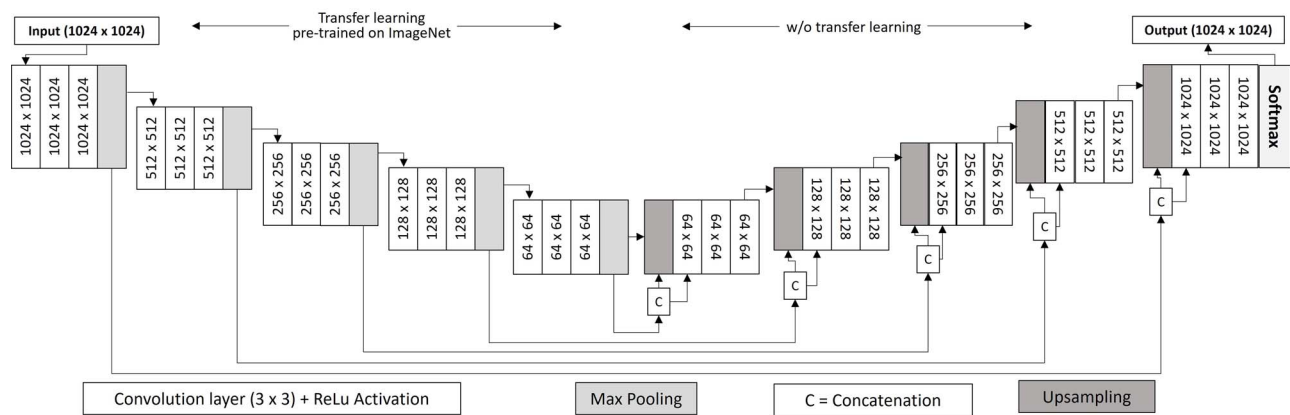 Transfer learning
pre-trained on ImageNet
w/o transfer learning
Input (1024 x 1024)
Output (1024 x 1024)
1024 x 1024
1024 x 1024
1024 x 1024
512 x 512
512 x 512
512 x 512
256 x 256
256 x 256
256 x 256
128 x 128
128 x 128
128 x 128
64 x 64
64 x 64
64 x 64
64 x 64
64 x 64
64 x 64
128 x 128
128 x 128
128 x 128
256 x 256
256 x 256
256 x 256
512 x 512
512 x 512
512 x 512
1024 x 1024
1024 x 1024
1024 x 1024
Softmax
C
C
C
C
C
Convolution layer (3 x 3) + ReLu Activation
Max Pooling
C = Concatenation
Upsampling